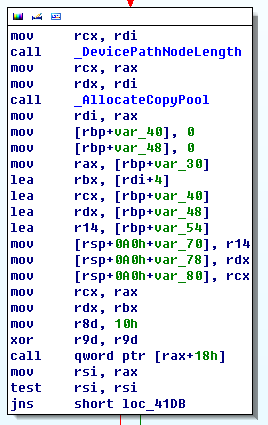 mov rcx, rdi
call _DevicePathNodeLength
mov rcx, rax
mov rdx, rdi
call _AllocateCopyPool
mov rdi, rax
mov [rbp+var_40], 0
mov [rbp+var_48], 0
mov rax, [rbp+var_30]
lea rbx, [rdi+4]
lea rcx, [rbp+var_40]
lea rdx, [rbp+var_48]
lea r14, [rbp+var_54]
mov [rsp+0A0h+var_70], r14
mov [rsp+0A0h+var_78], rdx
mov [rsp+0A0h+var_80], rcx
mov rcx, rax
mov rdx, rbx
mov r8d, 10h
xor r9d, r9d
call qword ptr [rax+18h]
mov rsi, rax
test rsi, rsi
jns short loc_41DB